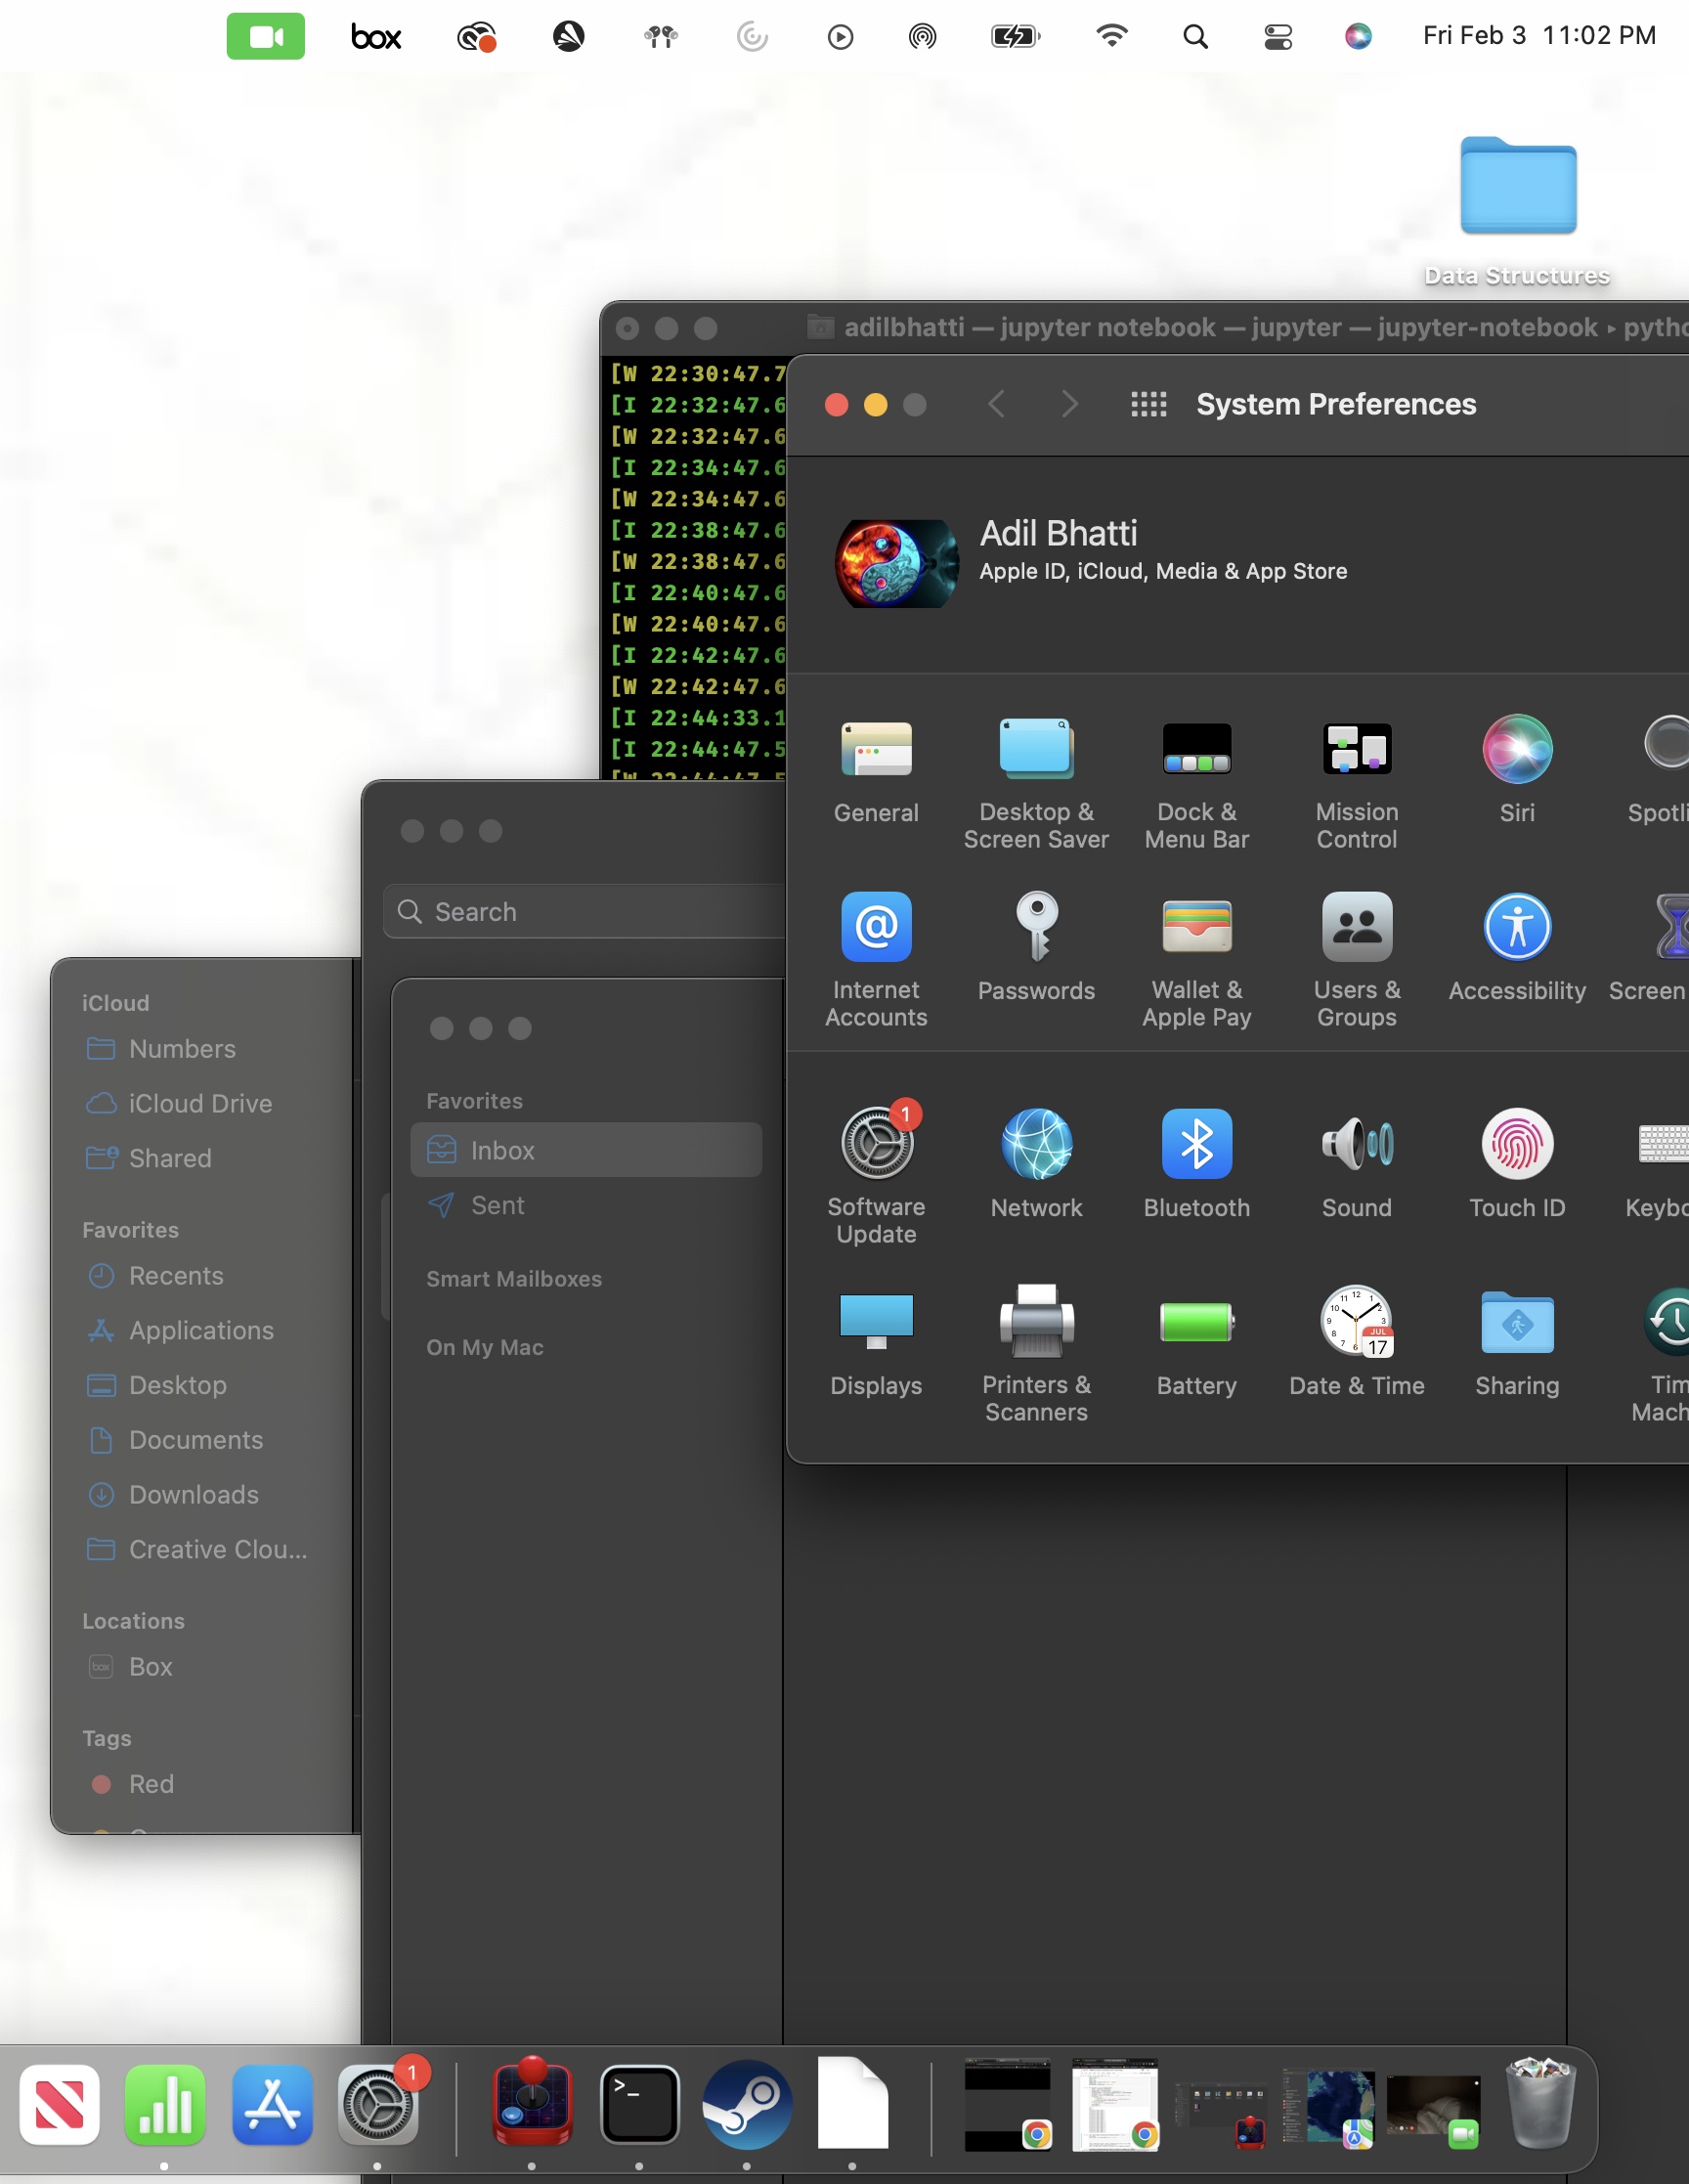 box
Fri Feb 3 11:02 PM
Data Structures
adilbhatti — jupyter notebook — jupyter — jupyter-notebook ▸ pytho
[W 22:30:47.7
[I 22:32:47.6
[W 22:32:47.6
[I 22:34:47.6
[W 22:34:47.6
[I 22:38:47.6
[W 22:38:47.6
[I 22:40:47.6
[W 22:40:47.6
[I 22:42:47.6
[W 22:42:47.6
[I 22:44:33.1
[I 22:44:47.5
[W 22:44:47.5
System Preferences
Adil Bhatti
Apple ID, iCloud, Media & App Store
General
Desktop &
Screen Saver
Dock &
Menu Bar
Mission
Control
Siri
Spotli
Internet
Accounts
Passwords
Wallet &
Apple Pay
Users &
Groups
Accessibility
Screen
1
Software
Update
Network
Bluetooth
Sound
Touch ID
Keybo
Displays
Printers &
Scanners
Battery
JUL
17
Date & Time
Sharing
Tim
Mach
Search
Favorites
Inbox
Sent
Smart Mailboxes
On My Mac
iCloud
Numbers
iCloud Drive
Shared
Favorites
Recents
Applications
Desktop
Documents
Downloads
Creative Clou...
Locations
box
Box
Tags
Red
1
>_